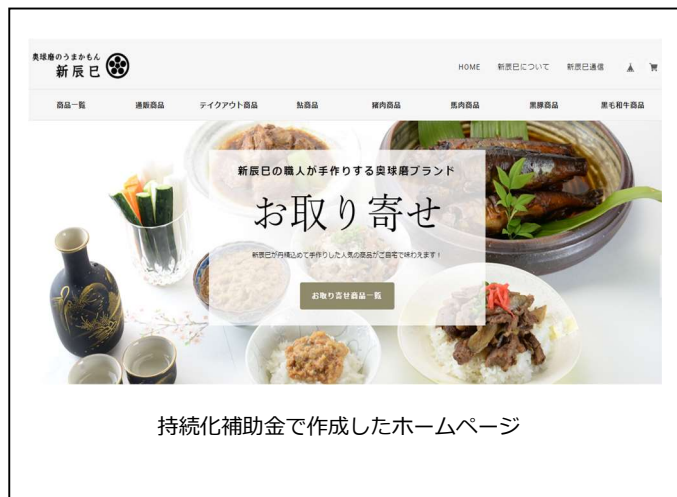 奥球磨のうまかもん
新辰巳
HOME 新辰巳について 新辰巳通信
商品一覧 通販商品 テイクアウト商品 鮎商品 猪肉商品 馬肉商品 黒豚商品 黒毛和牛商品
新辰巳の職人が手作りする奥球磨ブランド
お取り寄せ
新辰巳が丹精込めて手作りした人気の商品がご自宅で味わえます！
お取り寄せ商品一覧
持続化補助金で作成したホームページ